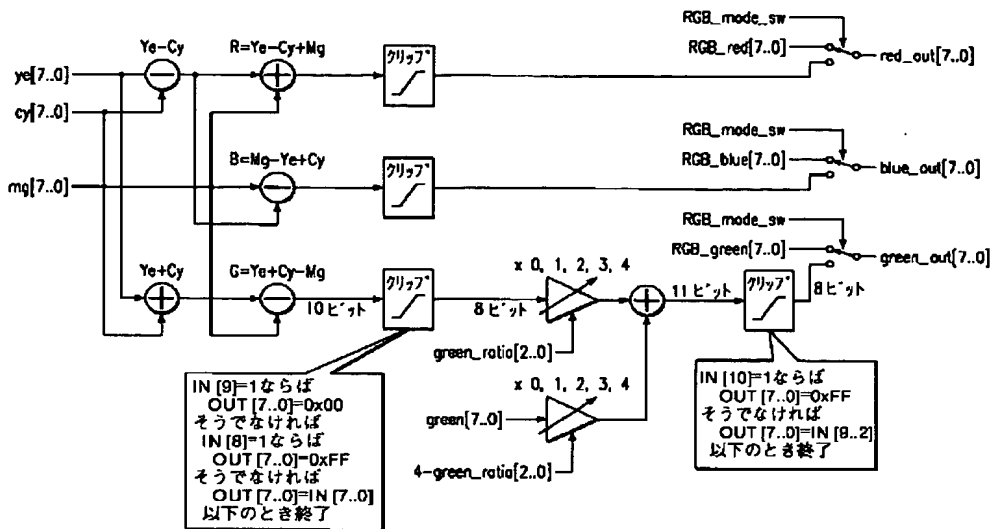 RGB_mode_sw
Ye-Cy
R=Ye-Cy+Mg
クリップ
RGB_red[7..0]
red_out[7..0]
ye[7..0]
cy[7..0]
RGB_mode_sw
B=Mg-Ye+Cy
クリップ
RGB_blue[7..0]
blue_out[7..0]
mg[7..0]
RGB_mode_sw
RGB_green[7..0]
green_out[7..0]
Ye+Cy
G=Ye+Cy-Mg
クリップ
x 0, 1, 2, 3, 4
クリップ
10ビット
8ビット
11ビット
8ビット
green_ratio[2..0]
x 0, 1, 2, 3, 4
green[7..0]
4-green_ratio[2..0]
IN [9]=1ならば
OUT [7..0]=0x00
そうでなければ
IN [8]=1ならば
OUT [7..0]=0xFF
そうでなければ
OUT [7..0]=IN [7..0]
以下のとき終了
IN [10]=1ならば
OUT [7..0]=0xFF
そうでなければ
OUT [7..0]=IN [9..2]
以下のとき終了